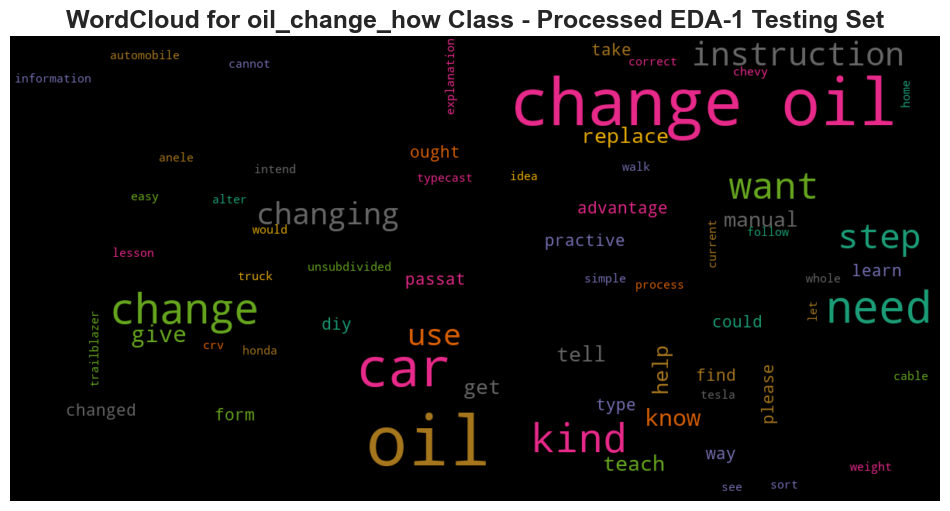 WordCloud for oil_change_how Class - Processed EDA-1 Testing Set
automobile
information
cannot
explanation
take
correct
chevy
instruction
home
change oil
replace
anele
intend
ought
typecast
idea
walk
want
easy
alter
changing
would
advantage
manual
follow
step
lesson
practive
current
truck
unsubdivided
passat
simple
process
whole
learn
change
give
trailblazer
crv
honda
diy
use
could
let
need
car
tell
get
help
find
tesla
please
cable
changed
form
type
know
oil
kind
teach
way
weight
see
sort